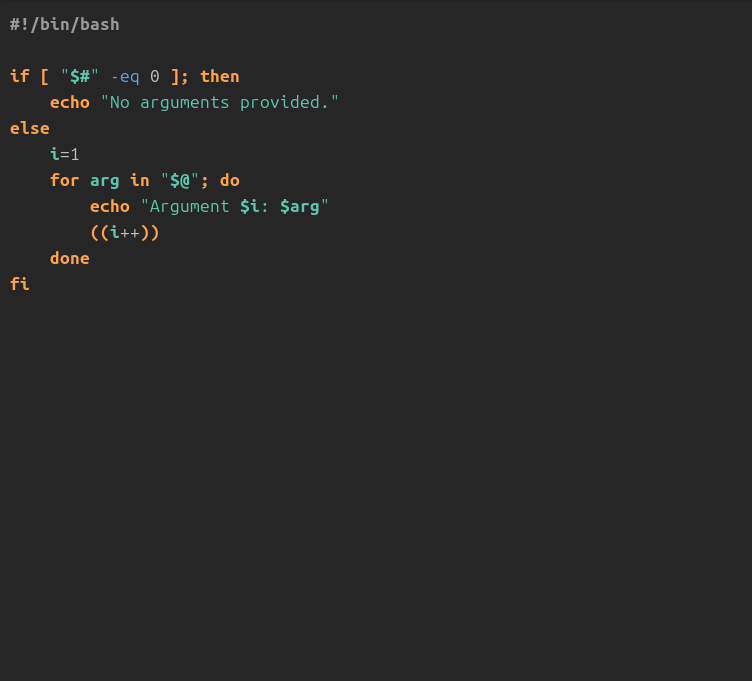 #!/bin/bash

if [ "$#" -eq 0 ]; then
    echo "No arguments provided."
else
    i=1
    for arg in "$@"; do
        echo "Argument $i: $arg"
        ((i++))
    done
fi